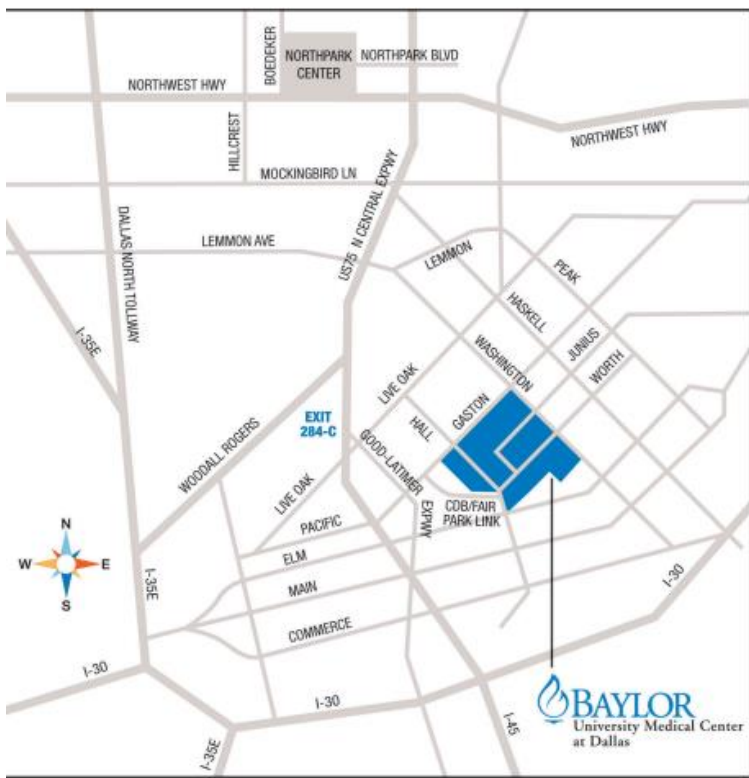 BOEDEKER
NORTHPARK
CENTER
NORTHPARK BLVD
NORTHWEST HWY
HILLCREST
NORTHWEST HWY
MOCKINGBIRD LN
DALLAS NORTH TOLLWAY
US75 N CENTRAL EXPWY
LEMMON AVE
LEMMON
PEAK
I-35E
HASKELL
WASHINGTON
JUNIUS
WORTH
LIVE OAK
GASTON
HALL
EXIT
284-C
GOOD-LATIMER
EXPWY
WOODALL ROGERS
LIVE OAK
COB/FAIR
PARK LINK
PACIFIC
ELM
MAIN
COMMERCE
N
W
E
S
I-35E
I-30
I-30
I-30
I-35E
I-45
BAYLOR
University Medical Center
at Dallas